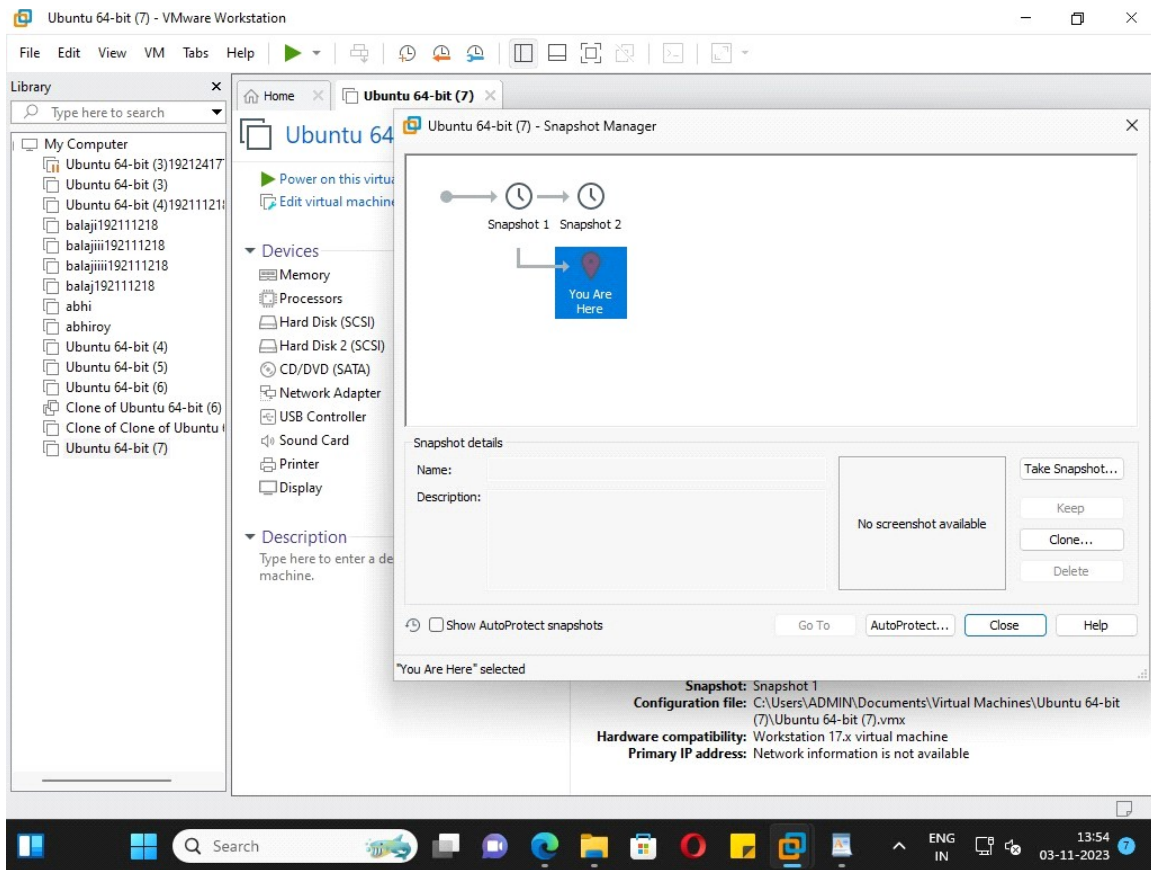 Ubuntu 64-bit (7) - VMware Workstation
File Edit View VM Tabs Help
Library
Type here to search
My Computer
Ubuntu 64-bit (3)19212417
Ubuntu 64-bit (3)
Ubuntu 64-bit (4)19211121
balaji192111218
balajiii192111218
balajiiii192111218
balaj192111218
abhi
abhiroy
Ubuntu 64-bit (4)
Ubuntu 64-bit (5)
Ubuntu 64-bit (6)
Clone of Ubuntu 64-bit (6)
Clone of Clone of Ubuntu
Ubuntu 64-bit (7)
Home
Ubuntu 64-bit (7)
Ubuntu 64
Power on this virtu
Edit virtual machin
Devices
Memory
Processors
Hard Disk (SCSI)
Hard Disk 2 (SCSI)
CD/DVD (SATA)
Network Adapter
USB Controller
Sound Card
Printer
Display
Description
Type here to enter a de
machine.
Ubuntu 64-bit (7) - Snapshot Manager
Snapshot 1 Snapshot 2
You Are
Here
Snapshot details
Name:
Description:
No screenshot available
Take Snapshot...
Keep
Clone...
Delete
Show AutoProtect snapshots
Go To AutoProtect... Close Help
"You Are Here" selected
Snapshot: Snapshot 1
Configuration file: C:\Users\ADMIN\Documents\Virtual Machines\Ubuntu 64-bit
(7)\Ubuntu 64-bit (7).vmx
Hardware compatibility: Workstation 17.x virtual machine
Primary IP address: Network information is not available
Search
ENG
IN
13:54
03-11-2023
7